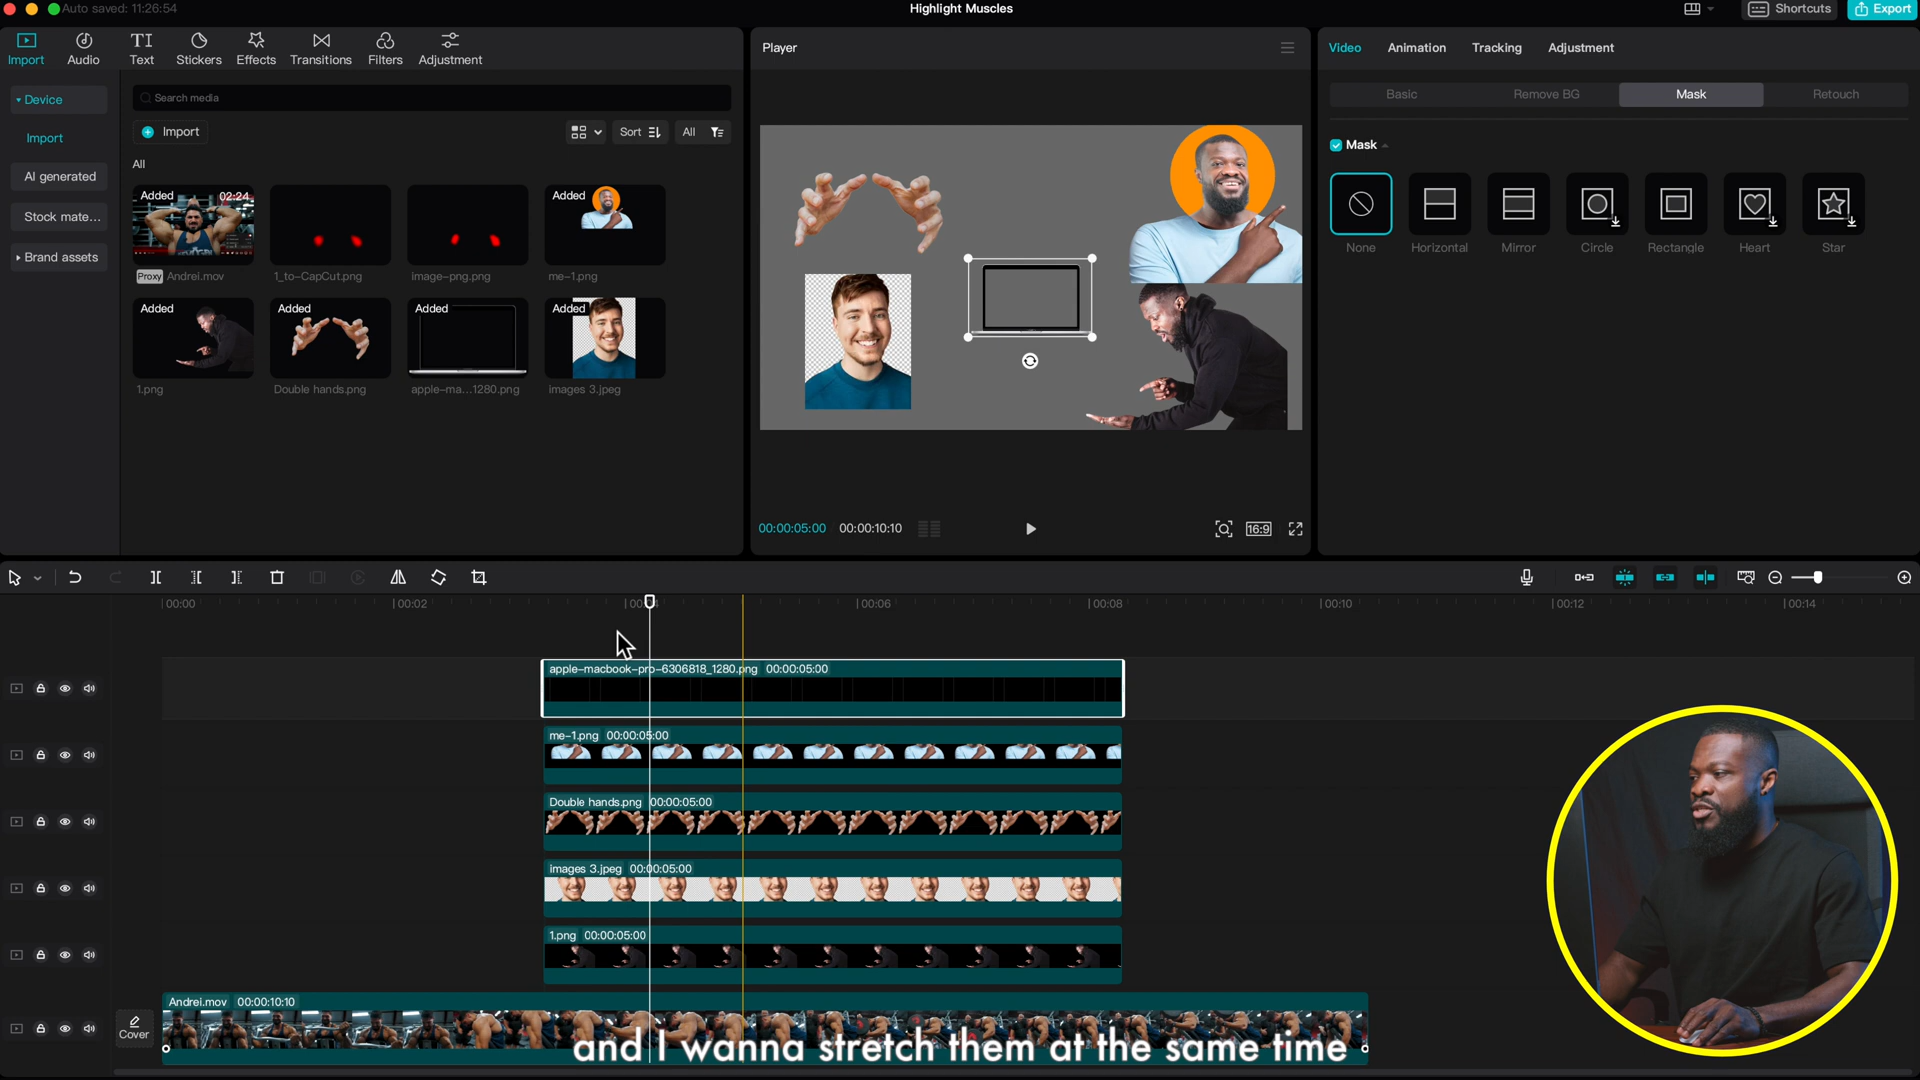 Auto saved: 11:26:54
Highlight Muscles
Shortcuts
Export
Import
Audio
TI
Text
Stickers
Effects
Transitions
Filters
Adjustment
Device
Import
AI generated
Stock mate...
Brand assets
Search media
Import
Sort
All
All
Added
02:24
Added
Proxy
Andrei.mov
1_to-CapCut.png
image-png.png
me-1.png
Added
Added
Added
Added
1.png
Double hands.png
apple-ma...1280.png
images 3.jpeg
Player
00:00:05:00
00:00:10:10
16:9
Video
Animation
Tracking
Adjustment
Basic
Remove BG
Mask
Retouch
Mask
None
Horizontal
Mirror
Circle
Rectangle
Heart
Star
00:00
00:02
00:06
00:08
00:10
00:12
00:14
apple-macbook-pro-6306818_1280.png 00:00:05:00
me-1.png 00:00:05:00
Double hands.png 00:00:05:00
images 3.jpeg 00:00:05:00
1.png 00:00:05:00
Cover
Andrei.mov 00:00:10:10
and I wanna stretch them at the same time